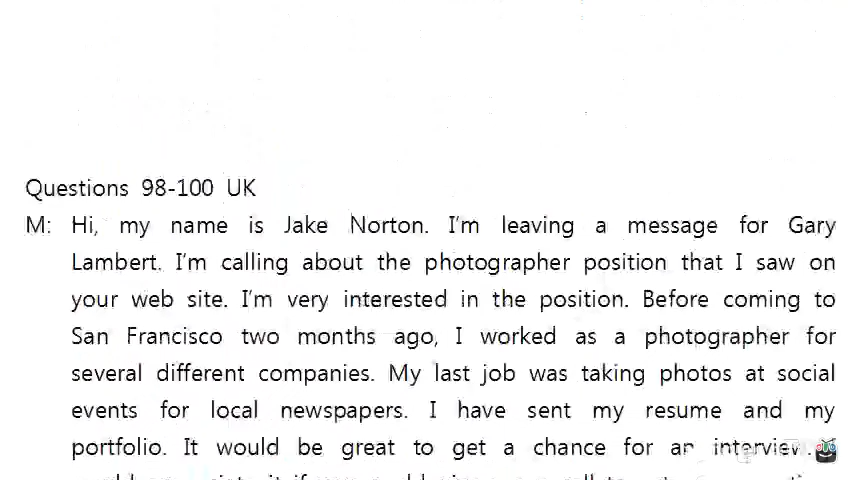 Questions 98-100 UK
M: Hi, my name is Jake Norton. I'm leaving a message for Gary
Lambert. I'm calling about the photographer position that I saw on
your web site. I'm very interested in the position. Before coming to
San Francisco two months ago, I worked as a photographer for
several different companies. My last job was taking photos at social
events for local newspapers. I have sent my resume and my
portfolio. It would be great to get a chance for an interview.